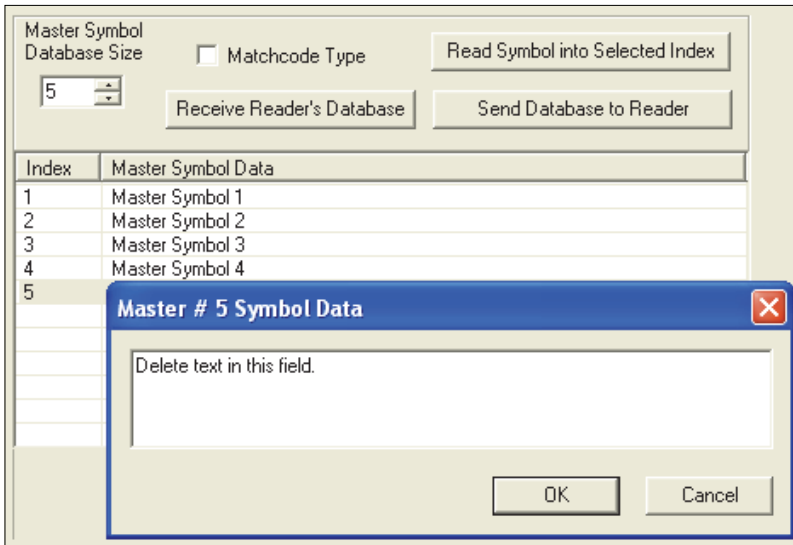 Master Symbol
Database Size
Matchcode Type
Read Symbol into Selected Index
5
Receive Reader's Database
Send Database to Reader
Index Master Symbol Data
1 Master Symbol 1
2 Master Symbol 2
3 Master Symbol 3
4 Master Symbol 4
5
Master # 5 Symbol Data
Delete text in this field.
OK Cancel